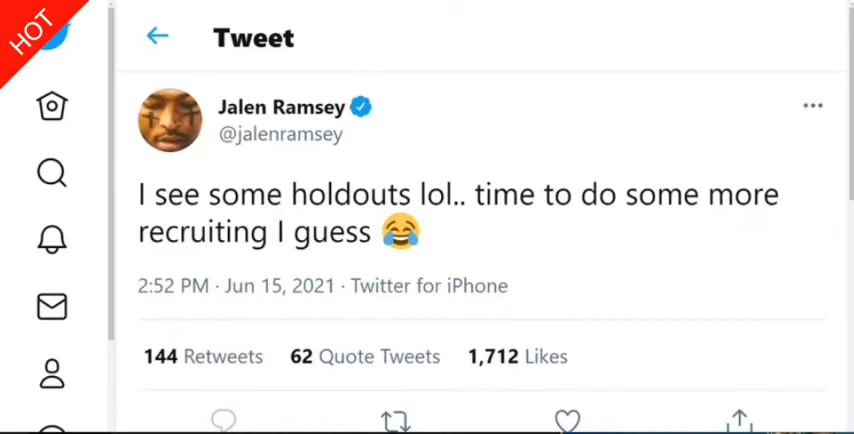 HOT
Tweet
Jalen Ramsey
@jalenramsey
I see some holdouts lol.. time to do some more
recruiting I guess 😂
2:52 PM · Jun 15, 2021 · Twitter for iPhone
144 Retweets 62 Quote Tweets 1,712 Likes